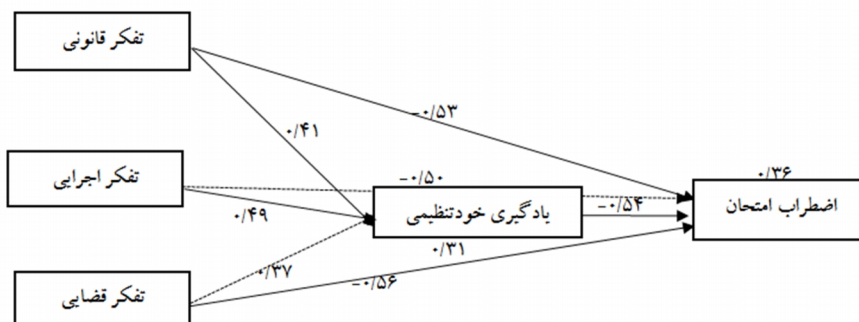 تفکر قانونی
-۰/۵۳
۰/۴۱
۰/۳۶
تفکر اجرایی
-۰/۵۰
اضطراب امتحان
۰/۴۹
یادگیری خودتنظیمی
-۰/۵۴
۰/۳۱
۰/۳۷
-۰/۵۶
تفکر قضایی